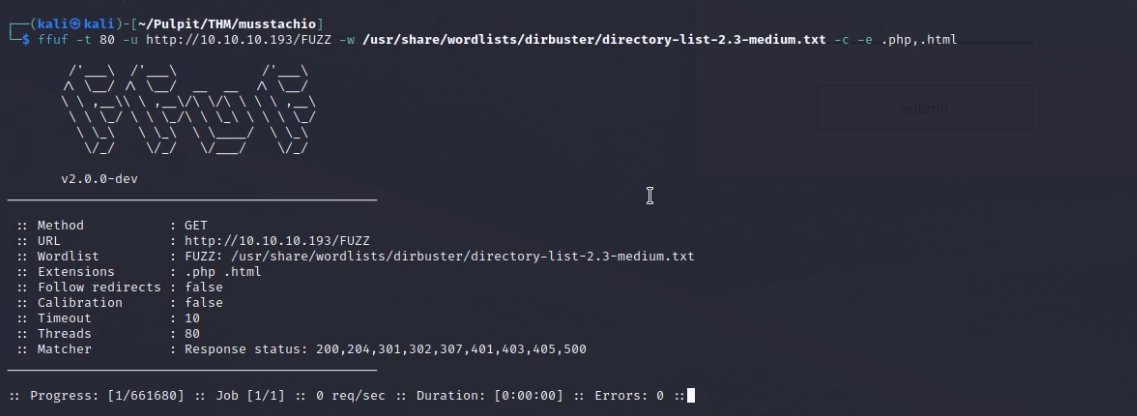 ┌──(kali㉿kali)-[~/Pulpit/THM/musstachio]
└─$ ffuf -t 80 -u http://10.10.10.193/FUZZ -w /usr/share/wordlists/dirbuster/directory-list-2.3-medium.txt -c -e .php,.html
Submit
v2.0.0-dev
:: Method : GET
:: URL : http://10.10.10.193/FUZZ
:: Wordlist : FUZZ: /usr/share/wordlists/dirbuster/directory-list-2.3-medium.txt
:: Extensions : .php .html
:: Follow redirects : false
:: Calibration : false
:: Timeout : 10
:: Threads : 80
:: Matcher : Response status: 200,204,301,302,307,401,403,405,500
:: Progress: [1/661680] :: Job [1/1] :: 0 req/sec :: Duration: [0:00:00] :: Errors: 0 ::